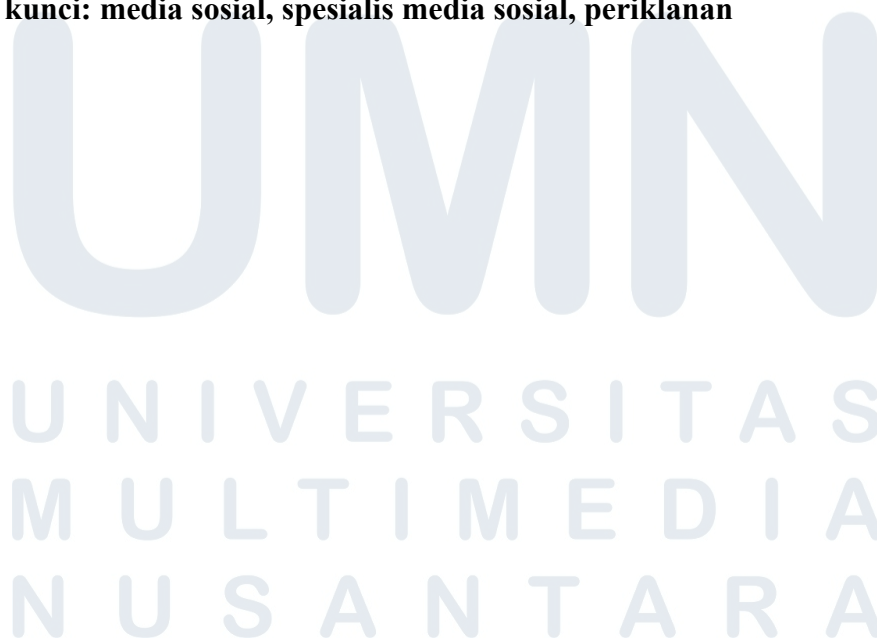 kunci: media sosial, spesialis media sosial, periklanan
UMN
UNIVERSITAS
MULTIMEDIA
NUSANTARA